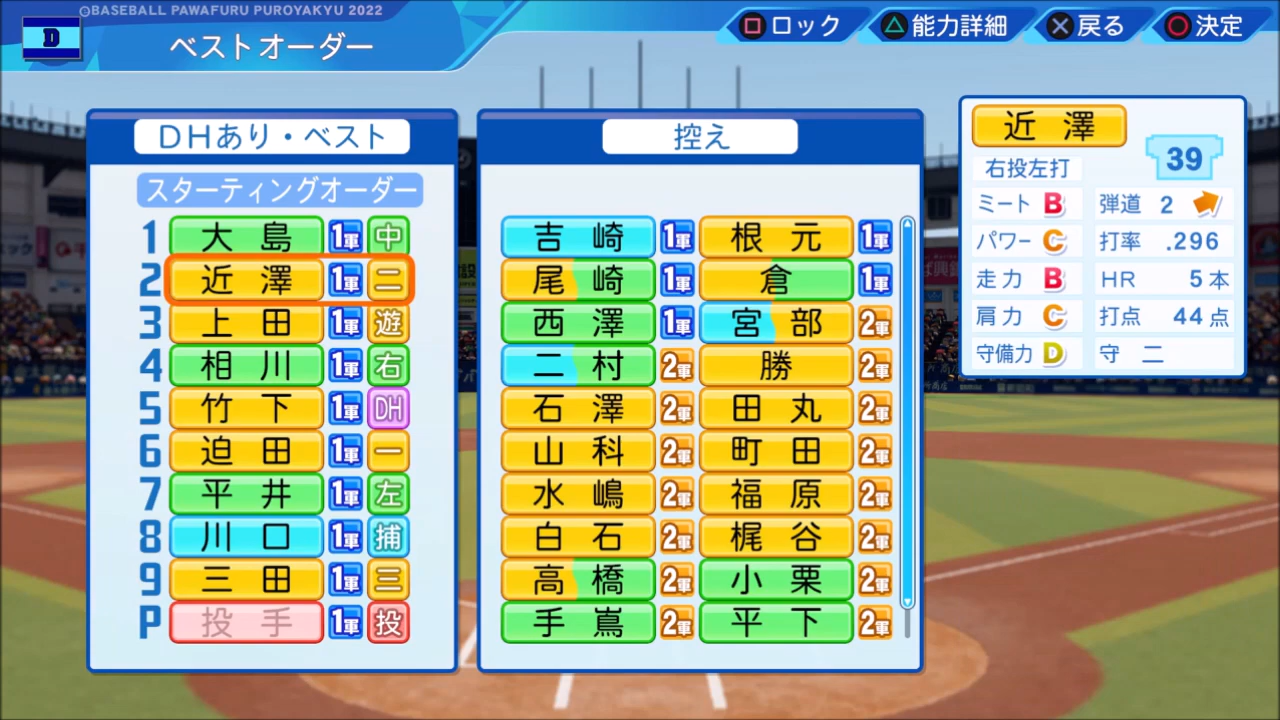 ©BASEBALL PAWAFURU PUROYAKYU 2022
D
ベストオーダー
ロック
能力詳細
戻る
決定
DHあり・ベスト
スターティングオーダー
1 大島 1軍 中
2 近澤 1軍 二
3 上田 1軍 遊
4 相川 1軍 右
5 竹下 1軍 DH
6 迫田 1軍 一
7 平井 1軍 左
8 川口 1軍 捕
9 三田 1軍 三
P 投手 1軍 投
控え
吉崎 1軍 根元 1軍
尾崎 1軍 倉 1軍
西澤 1軍 宮部 2軍
二村 2軍 勝 2軍
石澤 2軍 田丸 2軍
山科 2軍 町田 2軍
水嶋 2軍 福原 2軍
白石 2軍 梶谷 2軍
高橋 2軍 小栗 2軍
手嶌 2軍 平下 2軍
近澤
右投左打
39
ミート B 弾道 2
パワー C 打率 .296
走力 B HR 5本
肩力 C 打点 44点
守備力 D 守 二